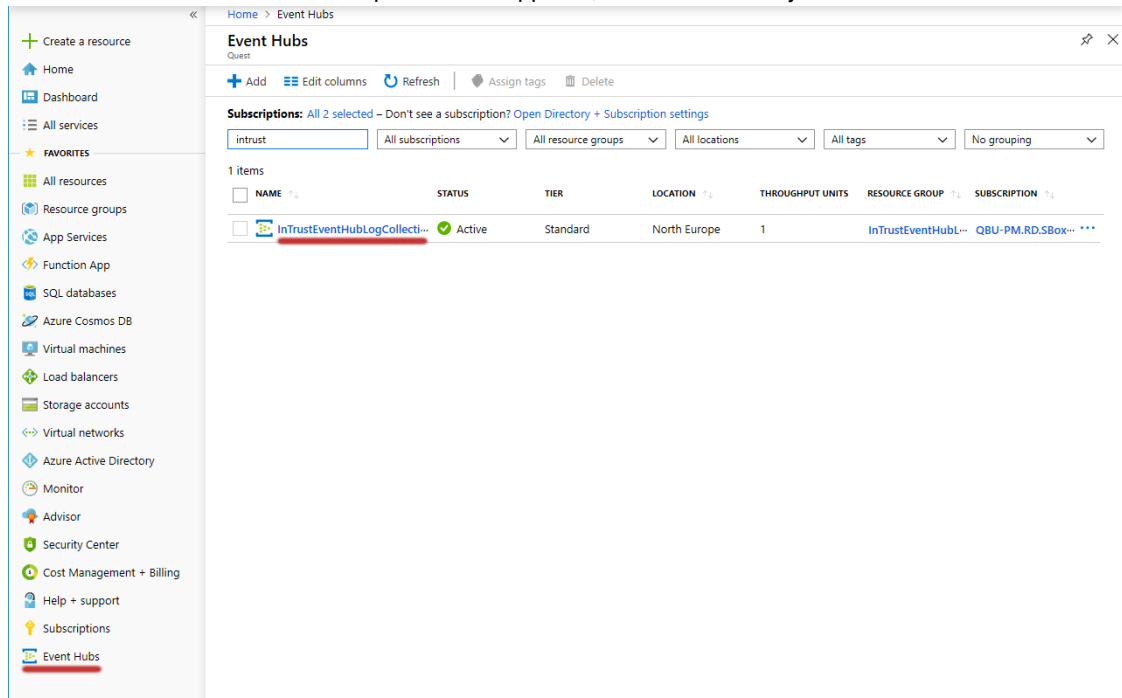 «
Home > Event Hubs
Create a resource
Home
Dashboard
All services
FAVORITES
All resources
Resource groups
App Services
Function App
SQL databases
Azure Cosmos DB
Virtual machines
Load balancers
Storage accounts
Virtual networks
Azure Active Directory
Monitor
Advisor
Security Center
Cost Management + Billing
Help + support
Subscriptions
Event Hubs
Event Hubs
Quest
Add Edit columns Refresh Assign tags Delete
Subscriptions: All 2 selected – Don't see a subscription? Open Directory + Subscription settings
intrust All subscriptions All resource groups All locations All tags No grouping
1 items
NAME STATUS TIER LOCATION THROUGHPUT UNITS RESOURCE GROUP SUBSCRIPTION
InTrustEventHubLogCollecti··· Active Standard North Europe 1 InTrustEventHubL··· QBU-PM.RD.SBox··· ···